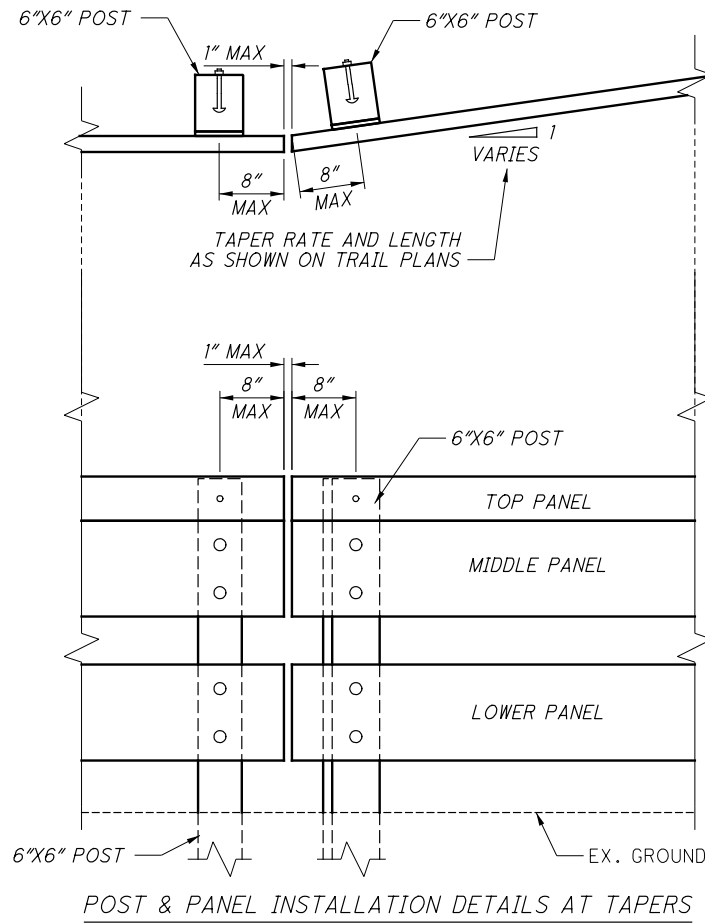 6"X6" POST
6"X6" POST
1" MAX
1
VARIES
8"
MAX
8"
MAX
TAPER RATE AND LENGTH
AS SHOWN ON TRAIL PLANS
1" MAX
8"
MAX
8"
MAX
6"X6" POST
TOP PANEL
MIDDLE PANEL
LOWER PANEL
6"X6" POST
EX. GROUND
POST & PANEL INSTALLATION DETAILS AT TAPERS